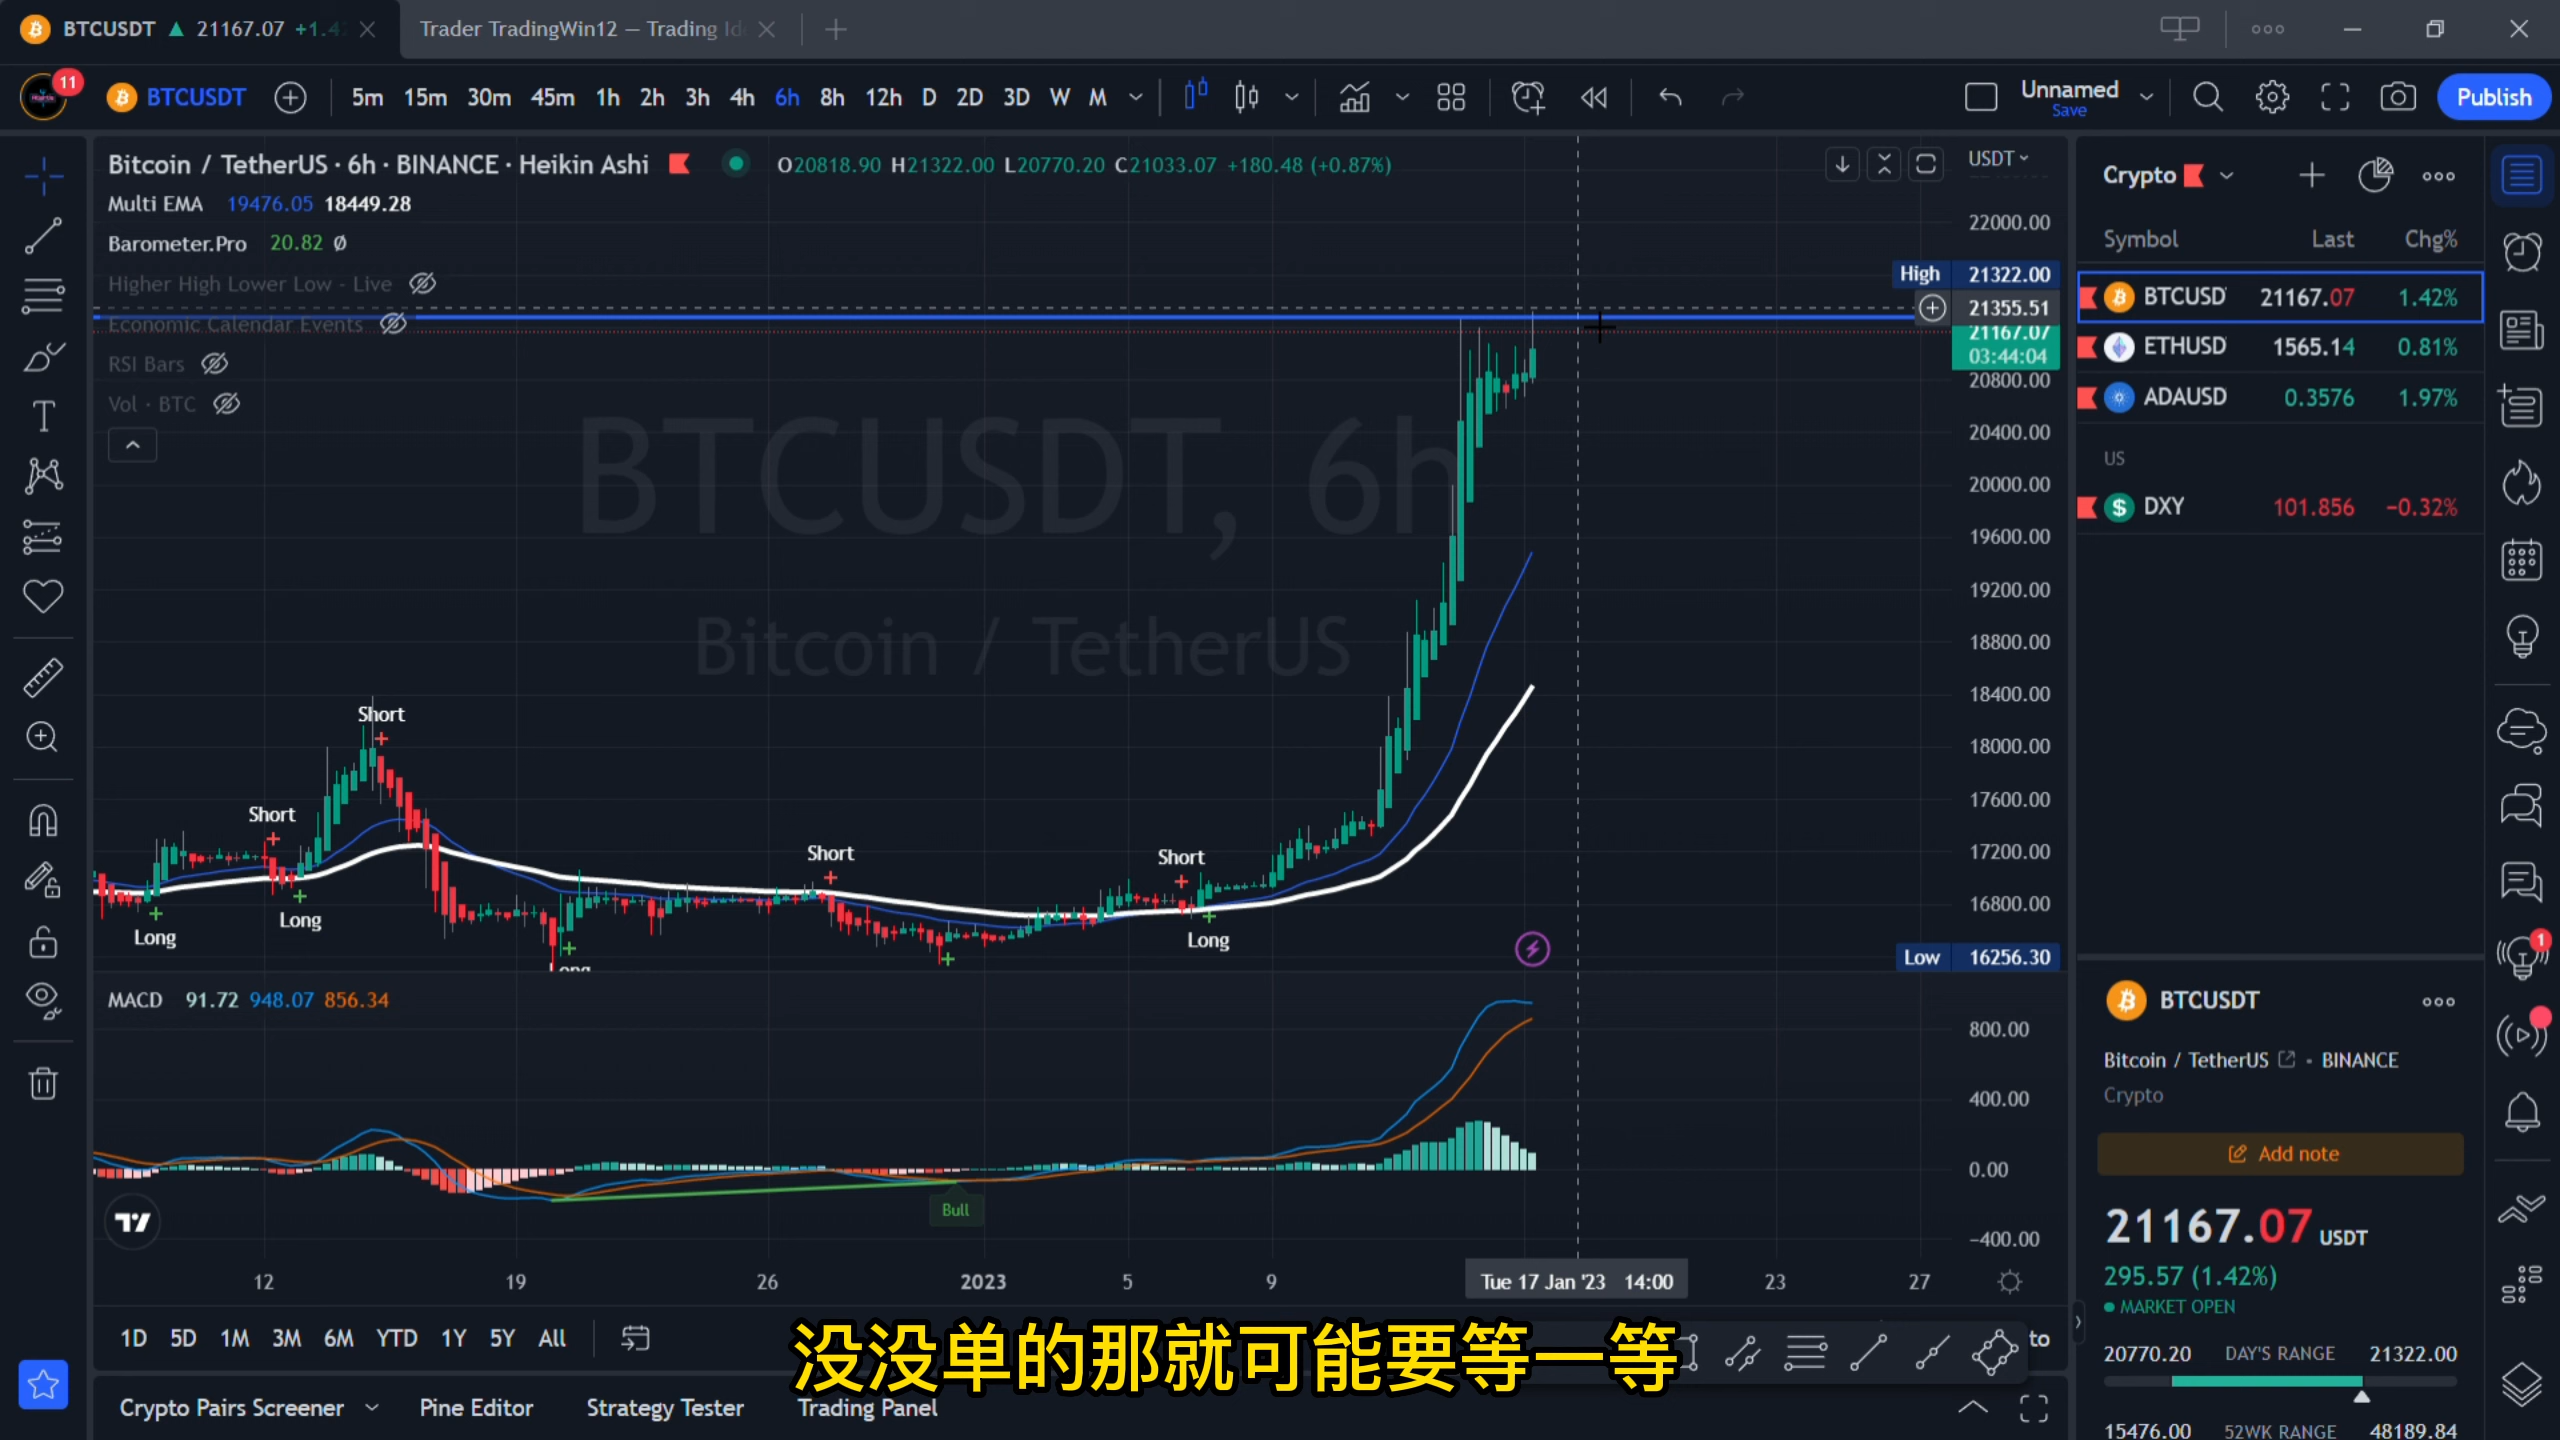 BTCUSDT ▲ 21167.07 +1.4
Trader TradingWin12 — Trading Id
11
BTCUSDT
5m 15m 30m 45m 1h 2h 3h 4h 6h 8h 12h D 2D 3D W M
Unnamed
Save
Publish
Bitcoin / TetherUS · 6h · BINANCE · Heikin Ashi
O20818.90 H21322.00 L20770.20 C21033.07 +180.48 (+0.87%)
Multi EMA 19476.05 18449.28
Barometer.Pro 20.82 ∅
Higher High Lower Low - Live
Economic Calendar Events
RSI Bars
Vol · BTC
BTCUSDT, 6h
Bitcoin / TetherUS
USDT
22000.00
High 21322.00
21355.51
21167.07
03:44:04
20800.00
20400.00
20000.00
19600.00
19200.00
18800.00
18400.00
18000.00
17600.00
17200.00
16800.00
Low 16256.30
Short
Short
Short
Short
Long
Long
Long
Long
MACD 91.72 948.07 856.34
800.00
400.00
0.00
−400.00
Bull
12 19 26 2023 5 9 Tue 17 Jan '23 14:00 23 27
1D 5D 1M 3M 6M YTD 1Y 5Y All
to
没没单的那就可能要等一等
Crypto Pairs Screener Pine Editor Strategy Tester Trading Panel
Crypto
Symbol Last Chg%
BTCUSD 21167.07 1.42%
ETHUSD 1565.14 0.81%
ADAUSD 0.3576 1.97%
US
DXY 101.856 −0.32%
1
BTCUSDT
Bitcoin / TetherUS • BINANCE
Crypto
Add note
21167.07 USDT
295.57 (1.42%)
MARKET OPEN
20770.20 DAY'S RANGE 21322.00
15476.00 52WK RANGE 48189.84